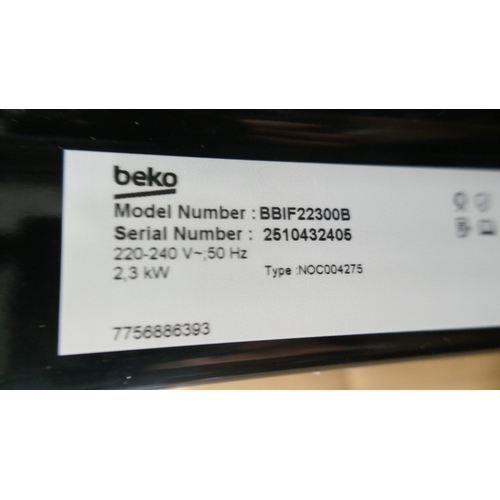 beko
Model Number : BBIF22300B
Serial Number : 2510432405
220-240 V~;50 Hz
2,3 kW Type :NOC004275
7756886393